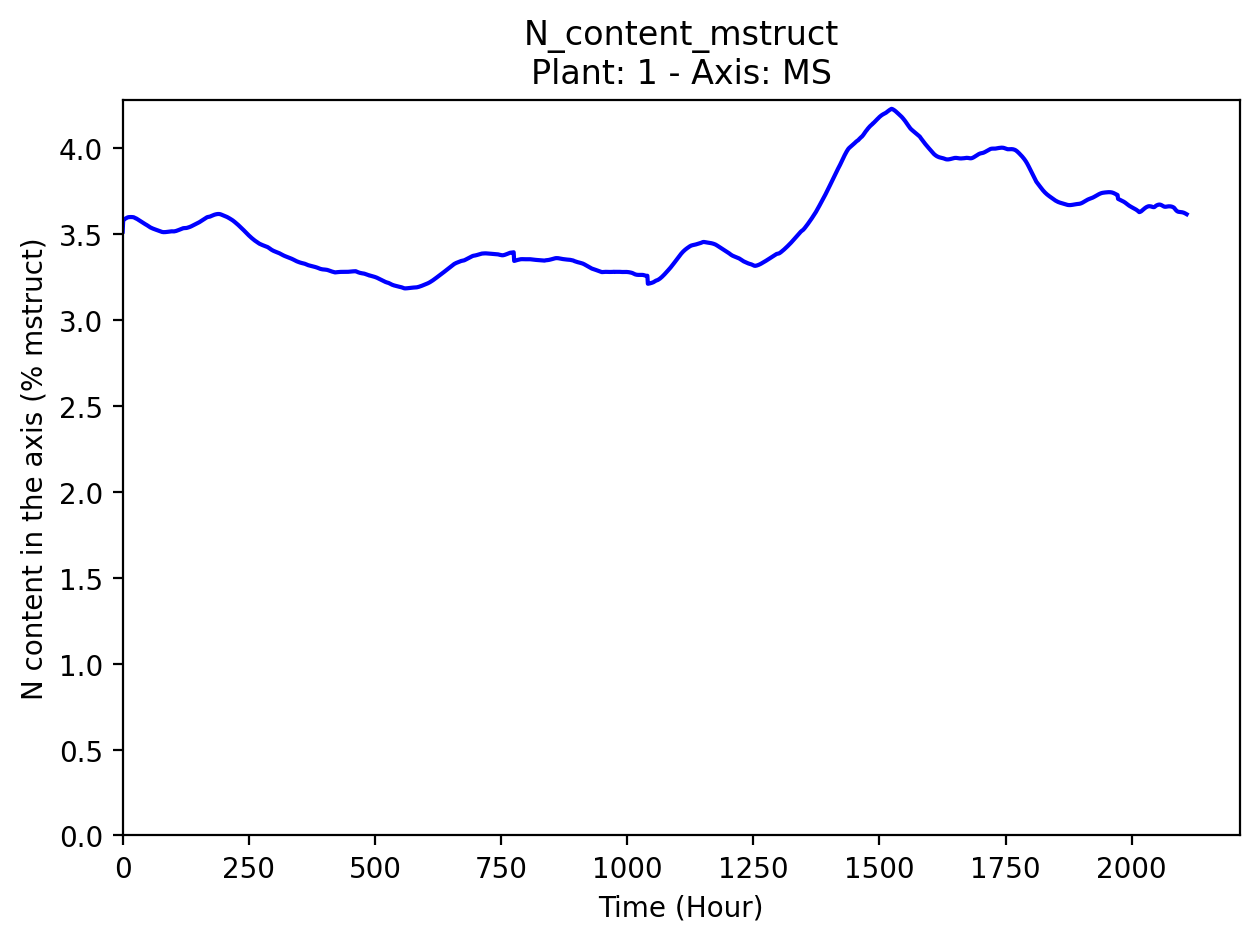 N_content_mstruct
Plant: 1 - Axis: MS
N content in the axis (% mstruct)
4.0
3.5
3.0
2.5
2.0
1.5
1.0
0.5
0.0
0 250 500 750 1000 1250 1500 1750 2000
Time (Hour)